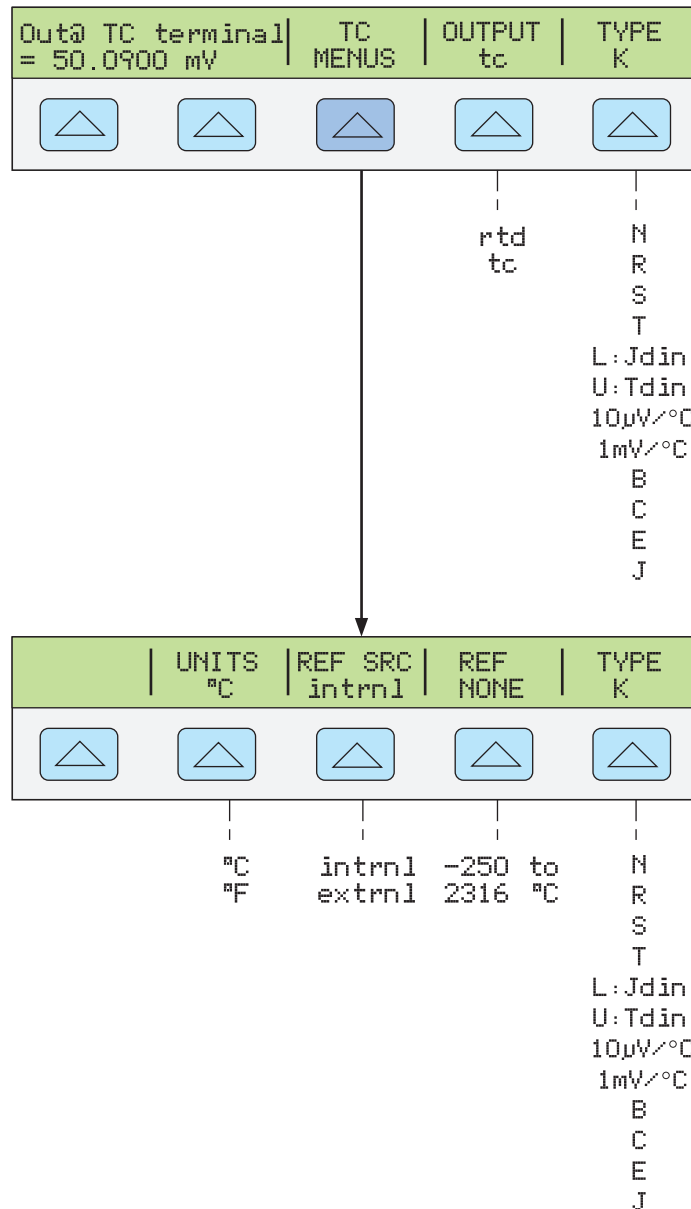 Out@ TC terminal | TC | OUTPUT | TYPE
= 50.0900 mV | MENUS | tc | K
rtd
tc
N
R
S
T
L:Jdin
U:Tdin
10µV/°C
1mV/°C
B
C
E
J
| UNITS | REF SRC | REF | TYPE
| °C | intrnl | NONE | K
°C
°F
intrnl
extrnl
-250 to
2316 °C
N
R
S
T
L:Jdin
U:Tdin
10µV/°C
1mV/°C
B
C
E
J